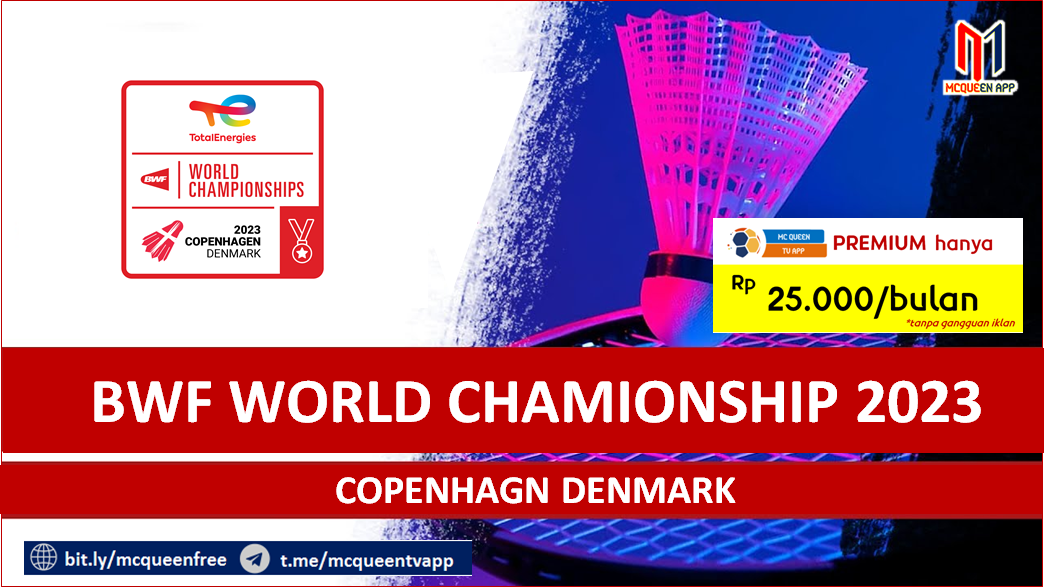 MCQUEEN APP
TotalEnergies
BWF
WORLD
CHAMPIONSHIPS
2023
COPENHAGEN
DENMARK
MC QUEEN
TV APP
PREMIUM hanya
Rp 25.000/bulan
*tanpa gangguan iklan
BWF WORLD CHAMIONSHIP 2023
COPENHAGN DENMARK
bit.ly/mcqueenfree t.me/mcqueentvapp